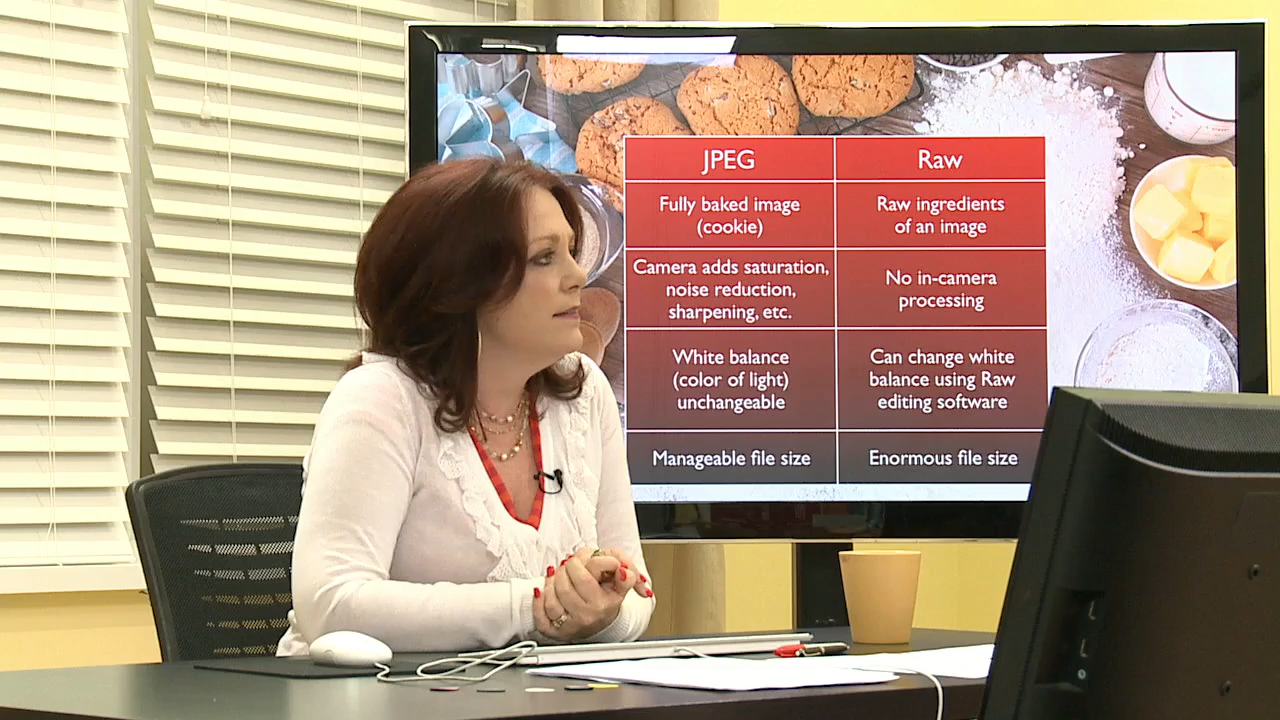 JPEG
Raw
Fully baked image
(cookie)
Raw ingredients
of an image
Camera adds saturation,
noise reduction,
sharpening, etc.
No in-camera
processing
White balance
(color of light)
unchangeable
Can change white
balance using Raw
editing software
Manageable file size
Enormous file size